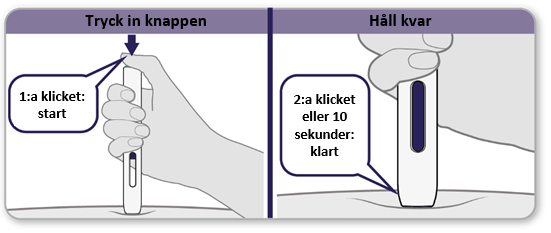 Tryck in knappen
1:a klicket:
start
Håll kvar
2:a klicket
eller 10
sekunder:
klart